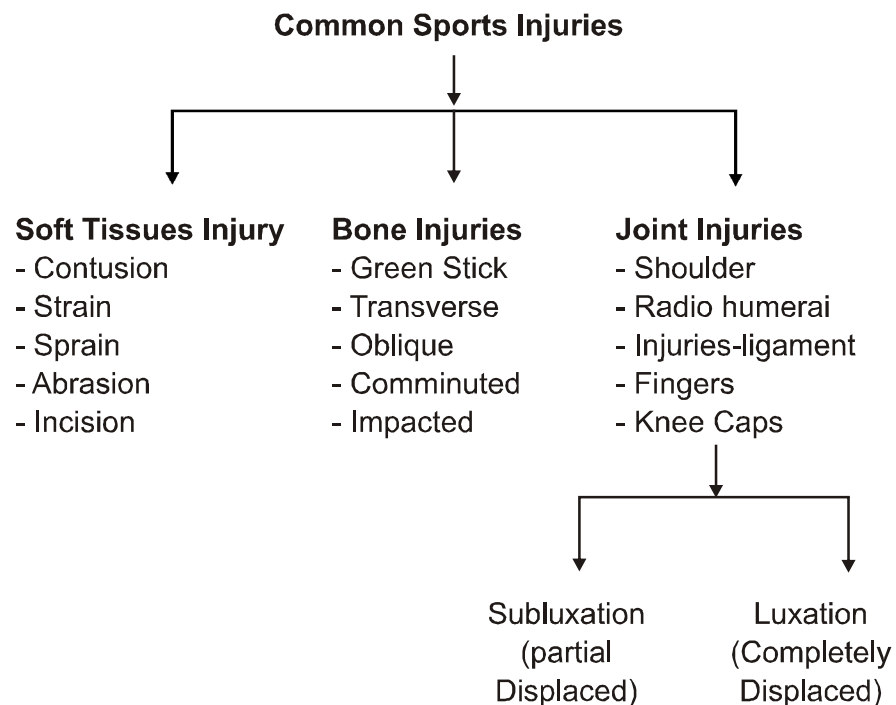 Common Sports Injuries
Soft Tissues Injury
- Contusion
- Strain
- Sprain
- Abrasion
- Incision
Bone Injuries
- Green Stick
- Transverse
- Oblique
- Comminuted
- Impacted
Joint Injuries
- Shoulder
- Radio humerai
- Injuries-ligament
- Fingers
- Knee Caps
Subluxation
(partial
Displaced)
Luxation
(Completely
Displaced)